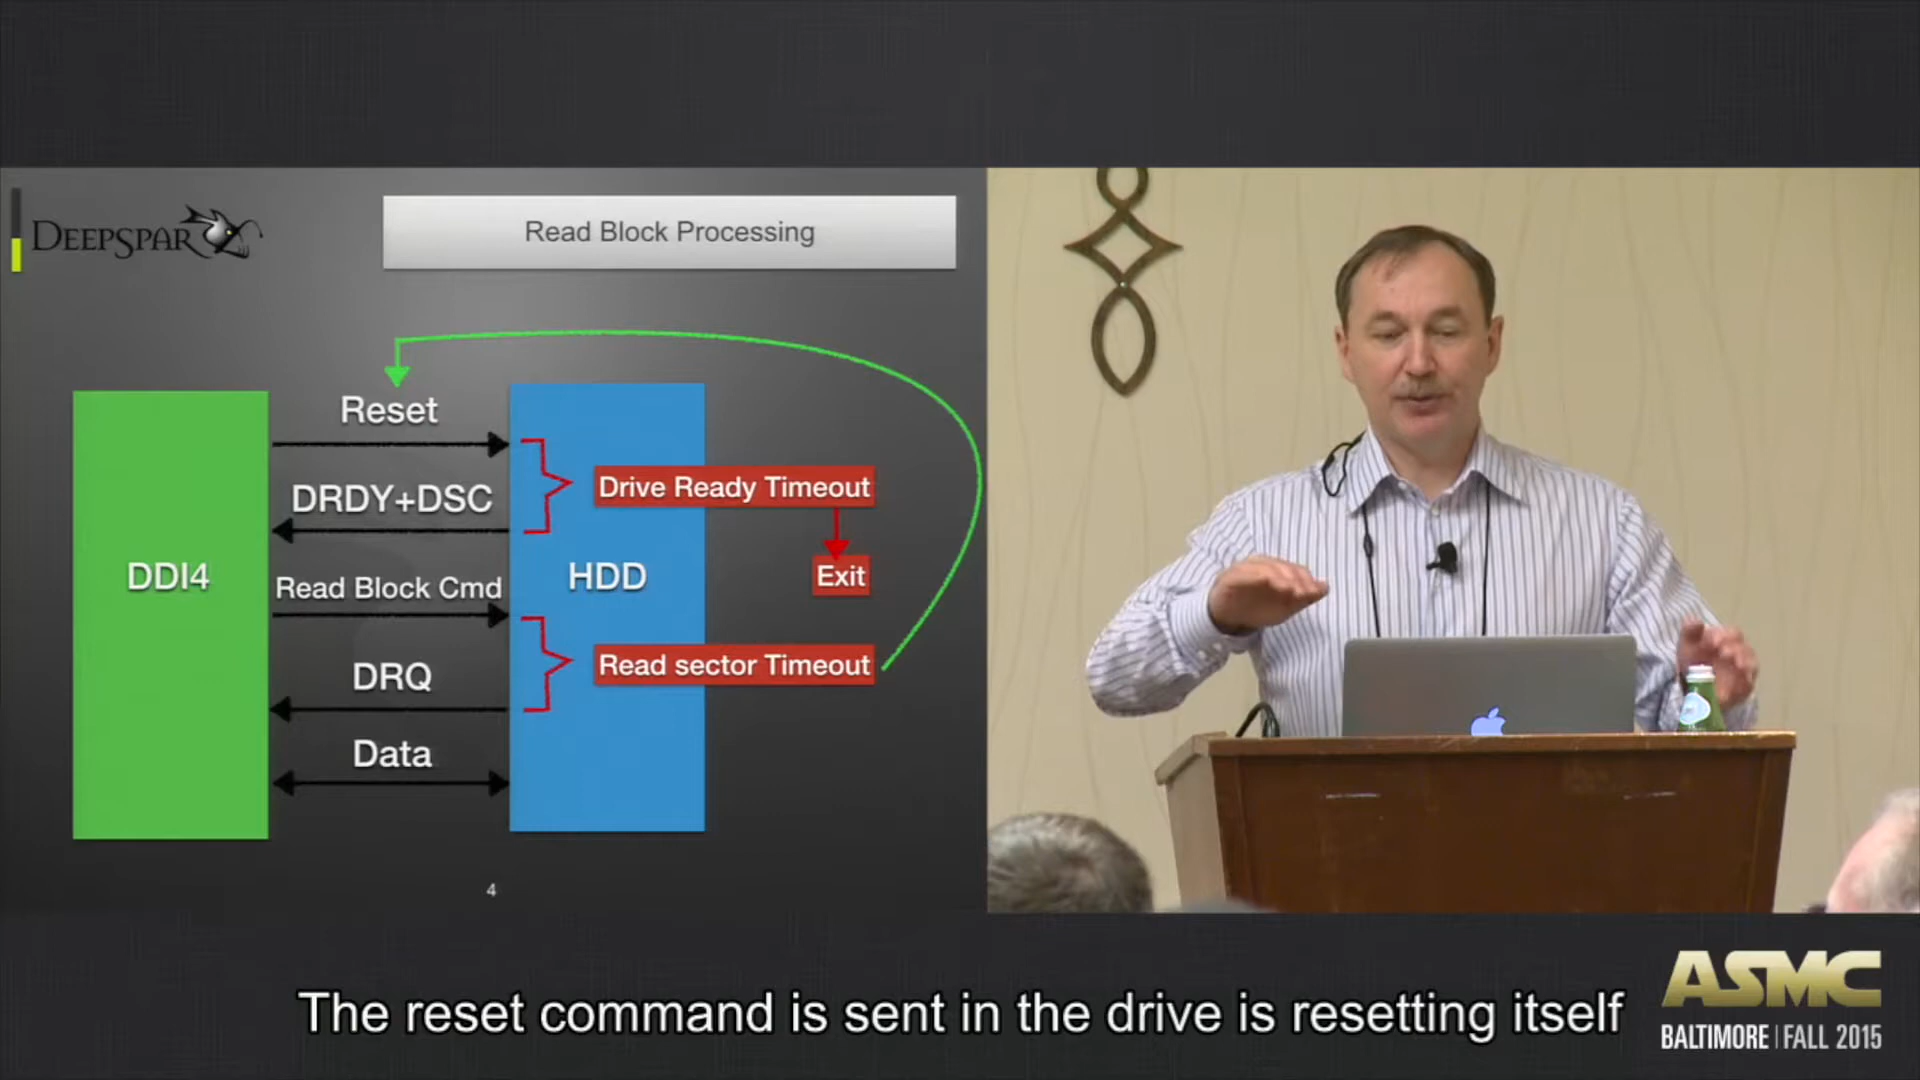 DEEPSPAR
Read Block Processing
Reset
DRDY+DSC
Drive Ready Timeout
DDI4
Read Block Cmd
HDD
Exit
DRQ
Read sector Timeout
Data
4
The reset command is sent in the drive is resetting itself
ASMC
BALTIMORE | FALL 2015